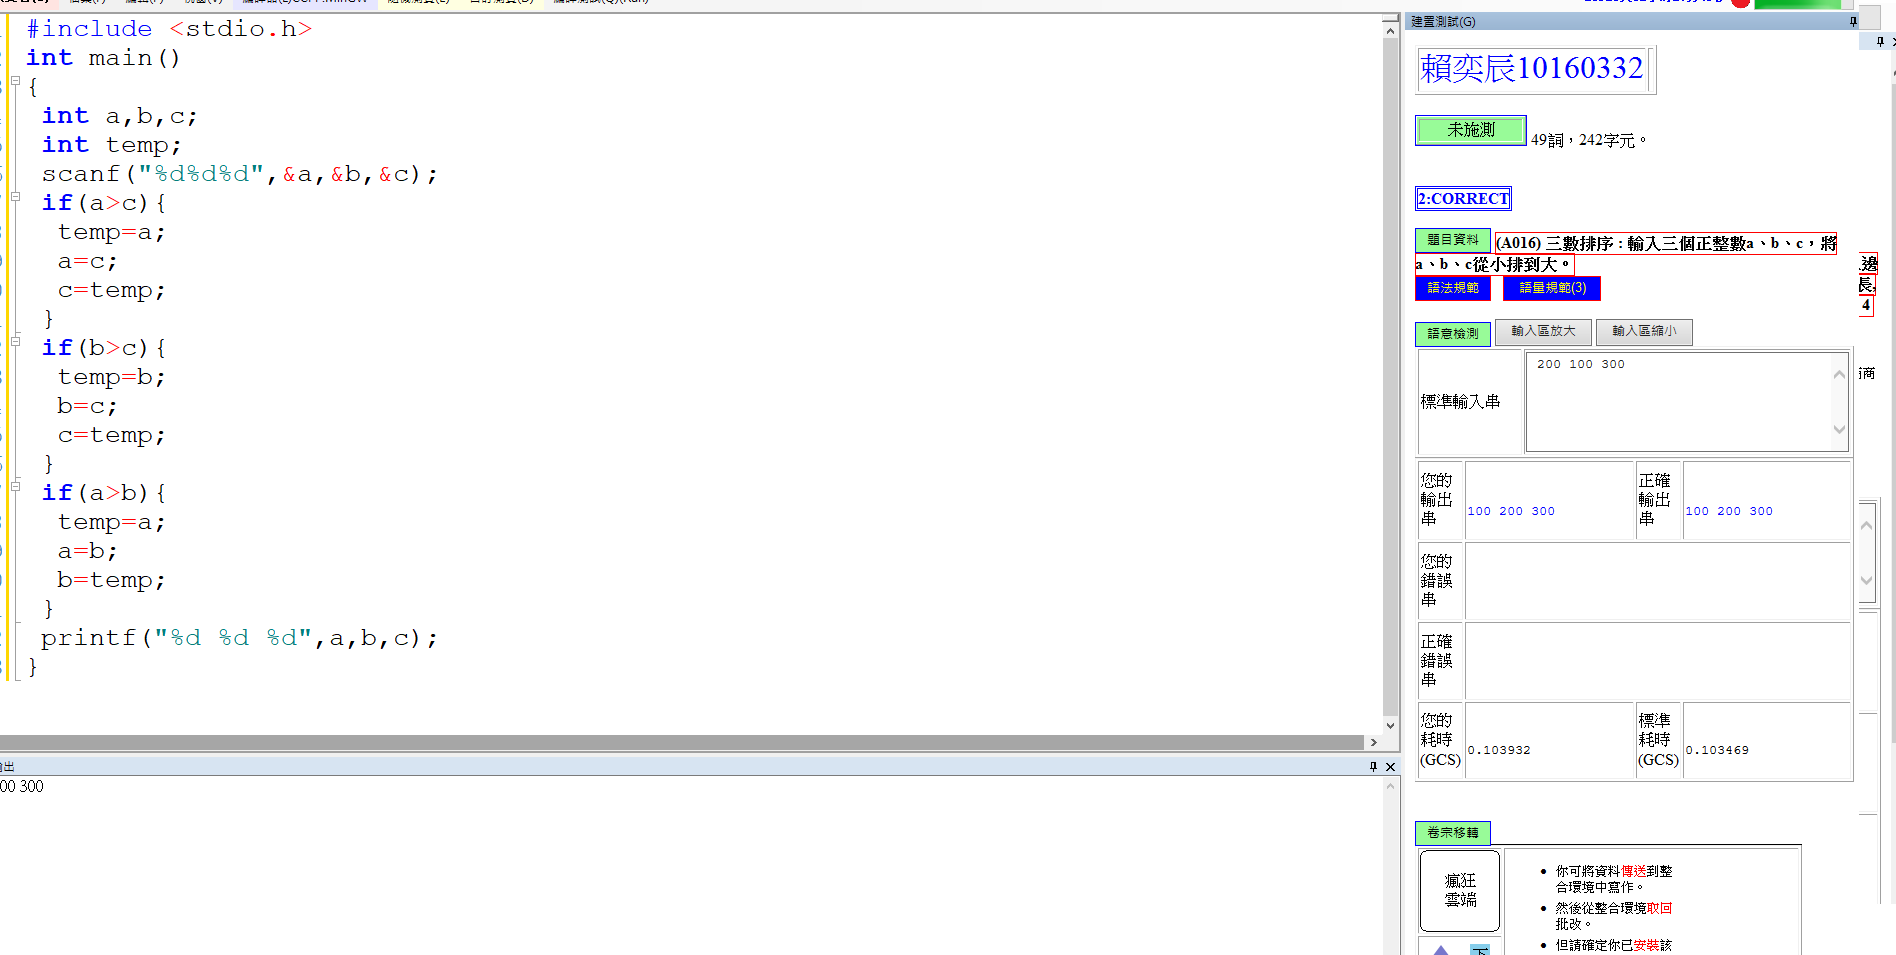 #include <stdio.h>
int main()
{
int a,b,c;
int temp;
scanf("%d%d%d",&a,&b,&c);
if(a>c){
temp=a;
a=c;
c=temp;
}
if(b>c){
temp=b;
b=c;
c=temp;
}
if(a>b){
temp=a;
a=b;
b=temp;
}
printf("%d %d %d",a,b,c);
}
出
00 300
建置測試(G)
賴奕辰10160332
未施測 49詞，242字元。
2:CORRECT
題目資料 (A016) 三數排序 : 輸入三個正整數a、b、c，將
a、b、c從小排到大。
語法規範 語量規範(3)
語意檢測 輸入區放大 輸入區縮小
標準輸入串
200 100 300
您的
輸出
串
100 200 300
正確
輸出
串
100 200 300
您的
錯誤
串
正確
錯誤
串
您的
耗時
(GCS)
0.103932
標準
耗時
(GCS)
0.103469
卷宗移轉
瘋狂
雲端
你可將資料傳送到整
合環境中寫作。
然後從整合環境取回
批改。
但請確定你已安裝該
下
邊
長,
4
商